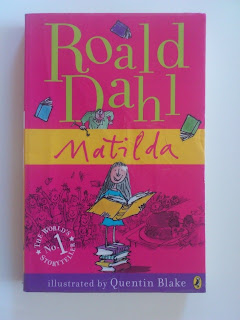 Roald
Dahl
Matilda
THE WORLD'S
No. 1
STORYTELLER
illustrated by Quentin Blake